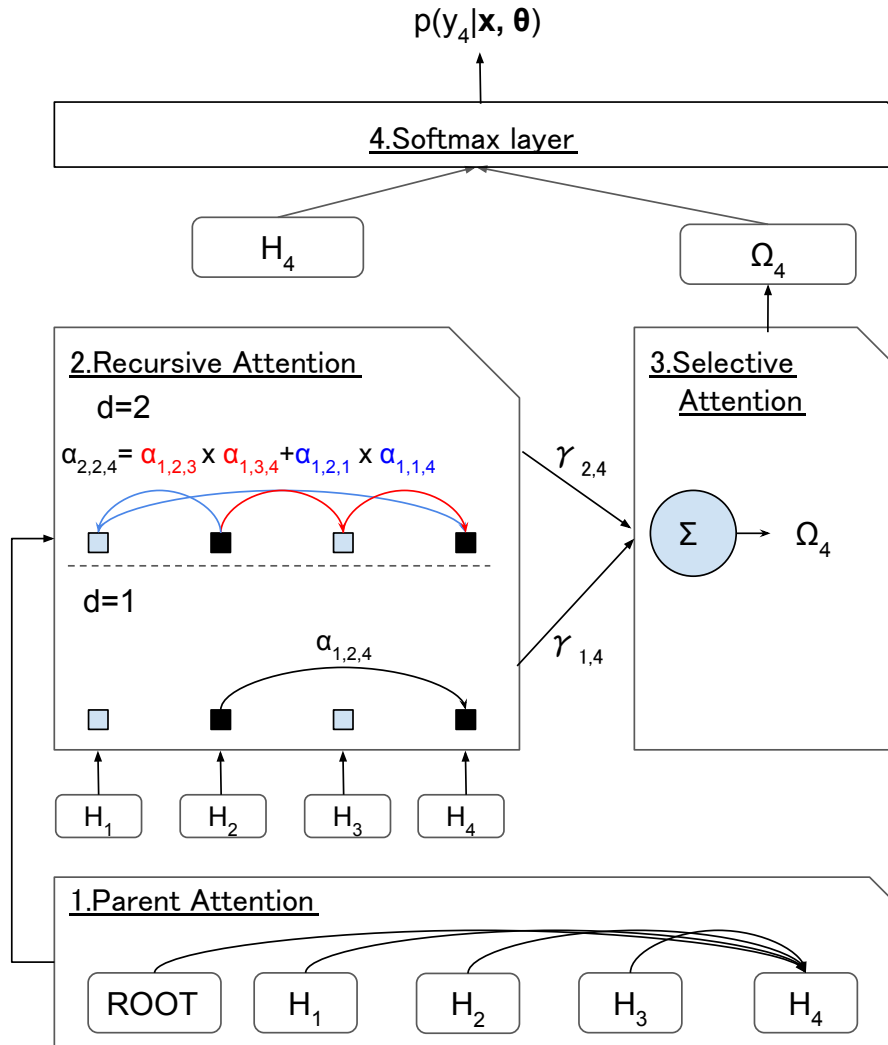 p(y₄|x, θ)
4.Softmax layer
H₄
Ω₄
2.Recursive Attention
d=2
α₂,₂,₄= α₁,₂,₃ x α₁,₃,₄+α₁,₂,₁ x α₁,₁,₄
d=1
α₁,₂,₄
γ ₂,₄
γ ₁,₄
3.Selective
Attention
Σ
Ω₄
H₁
H₂
H₃
H₄
1.Parent Attention
ROOT
H₁
H₂
H₃
H₄